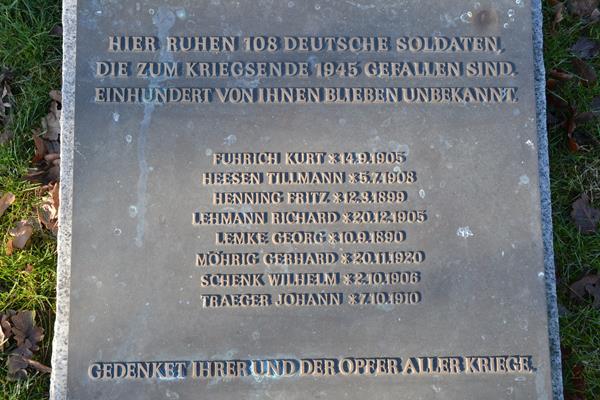 HIER RUHEN 108 DEUTSCHE SOLDATEN,
DIE ZUM KRIEGSENDE 1945 GEFALLEN SIND.
EINHUNDERT VON IHNEN BLIEBEN UNBEKANNT.
FUHRICH KURT *14.9.1905
HEESEN TILLMANN *5.7.1908
HENNING FRITZ *12.3.1899
LEHMANN RICHARD *20.12.1905
LEMKE GEORG *10.9.1890
MÖHRIG GERHARD *20.11.1920
SCHENK WILHELM *2.10.1906
TRAEGER JOHANN *7.10.1910
GEDENKET IHRER UND DER OPFER ALLER KRIEGE.